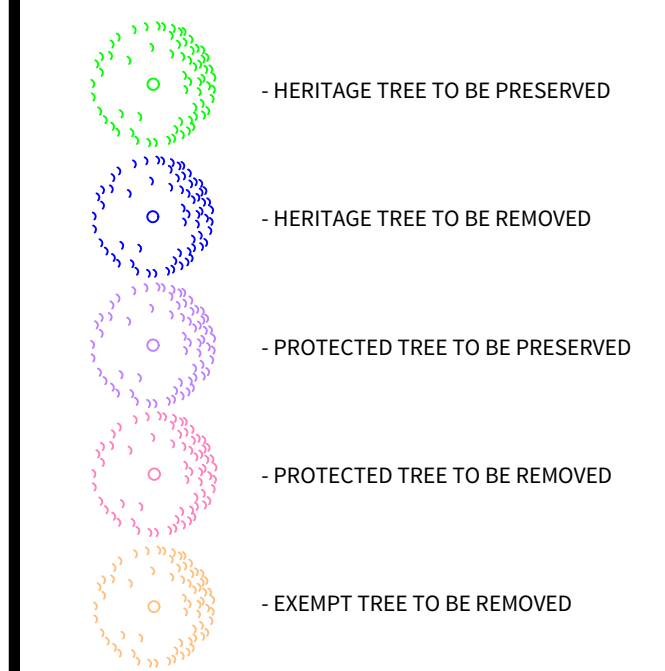 - HERITAGE TREE TO BE PRESERVED
- HERITAGE TREE TO BE REMOVED
- PROTECTED TREE TO BE PRESERVED
- PROTECTED TREE TO BE REMOVED
- EXEMPT TREE TO BE REMOVED